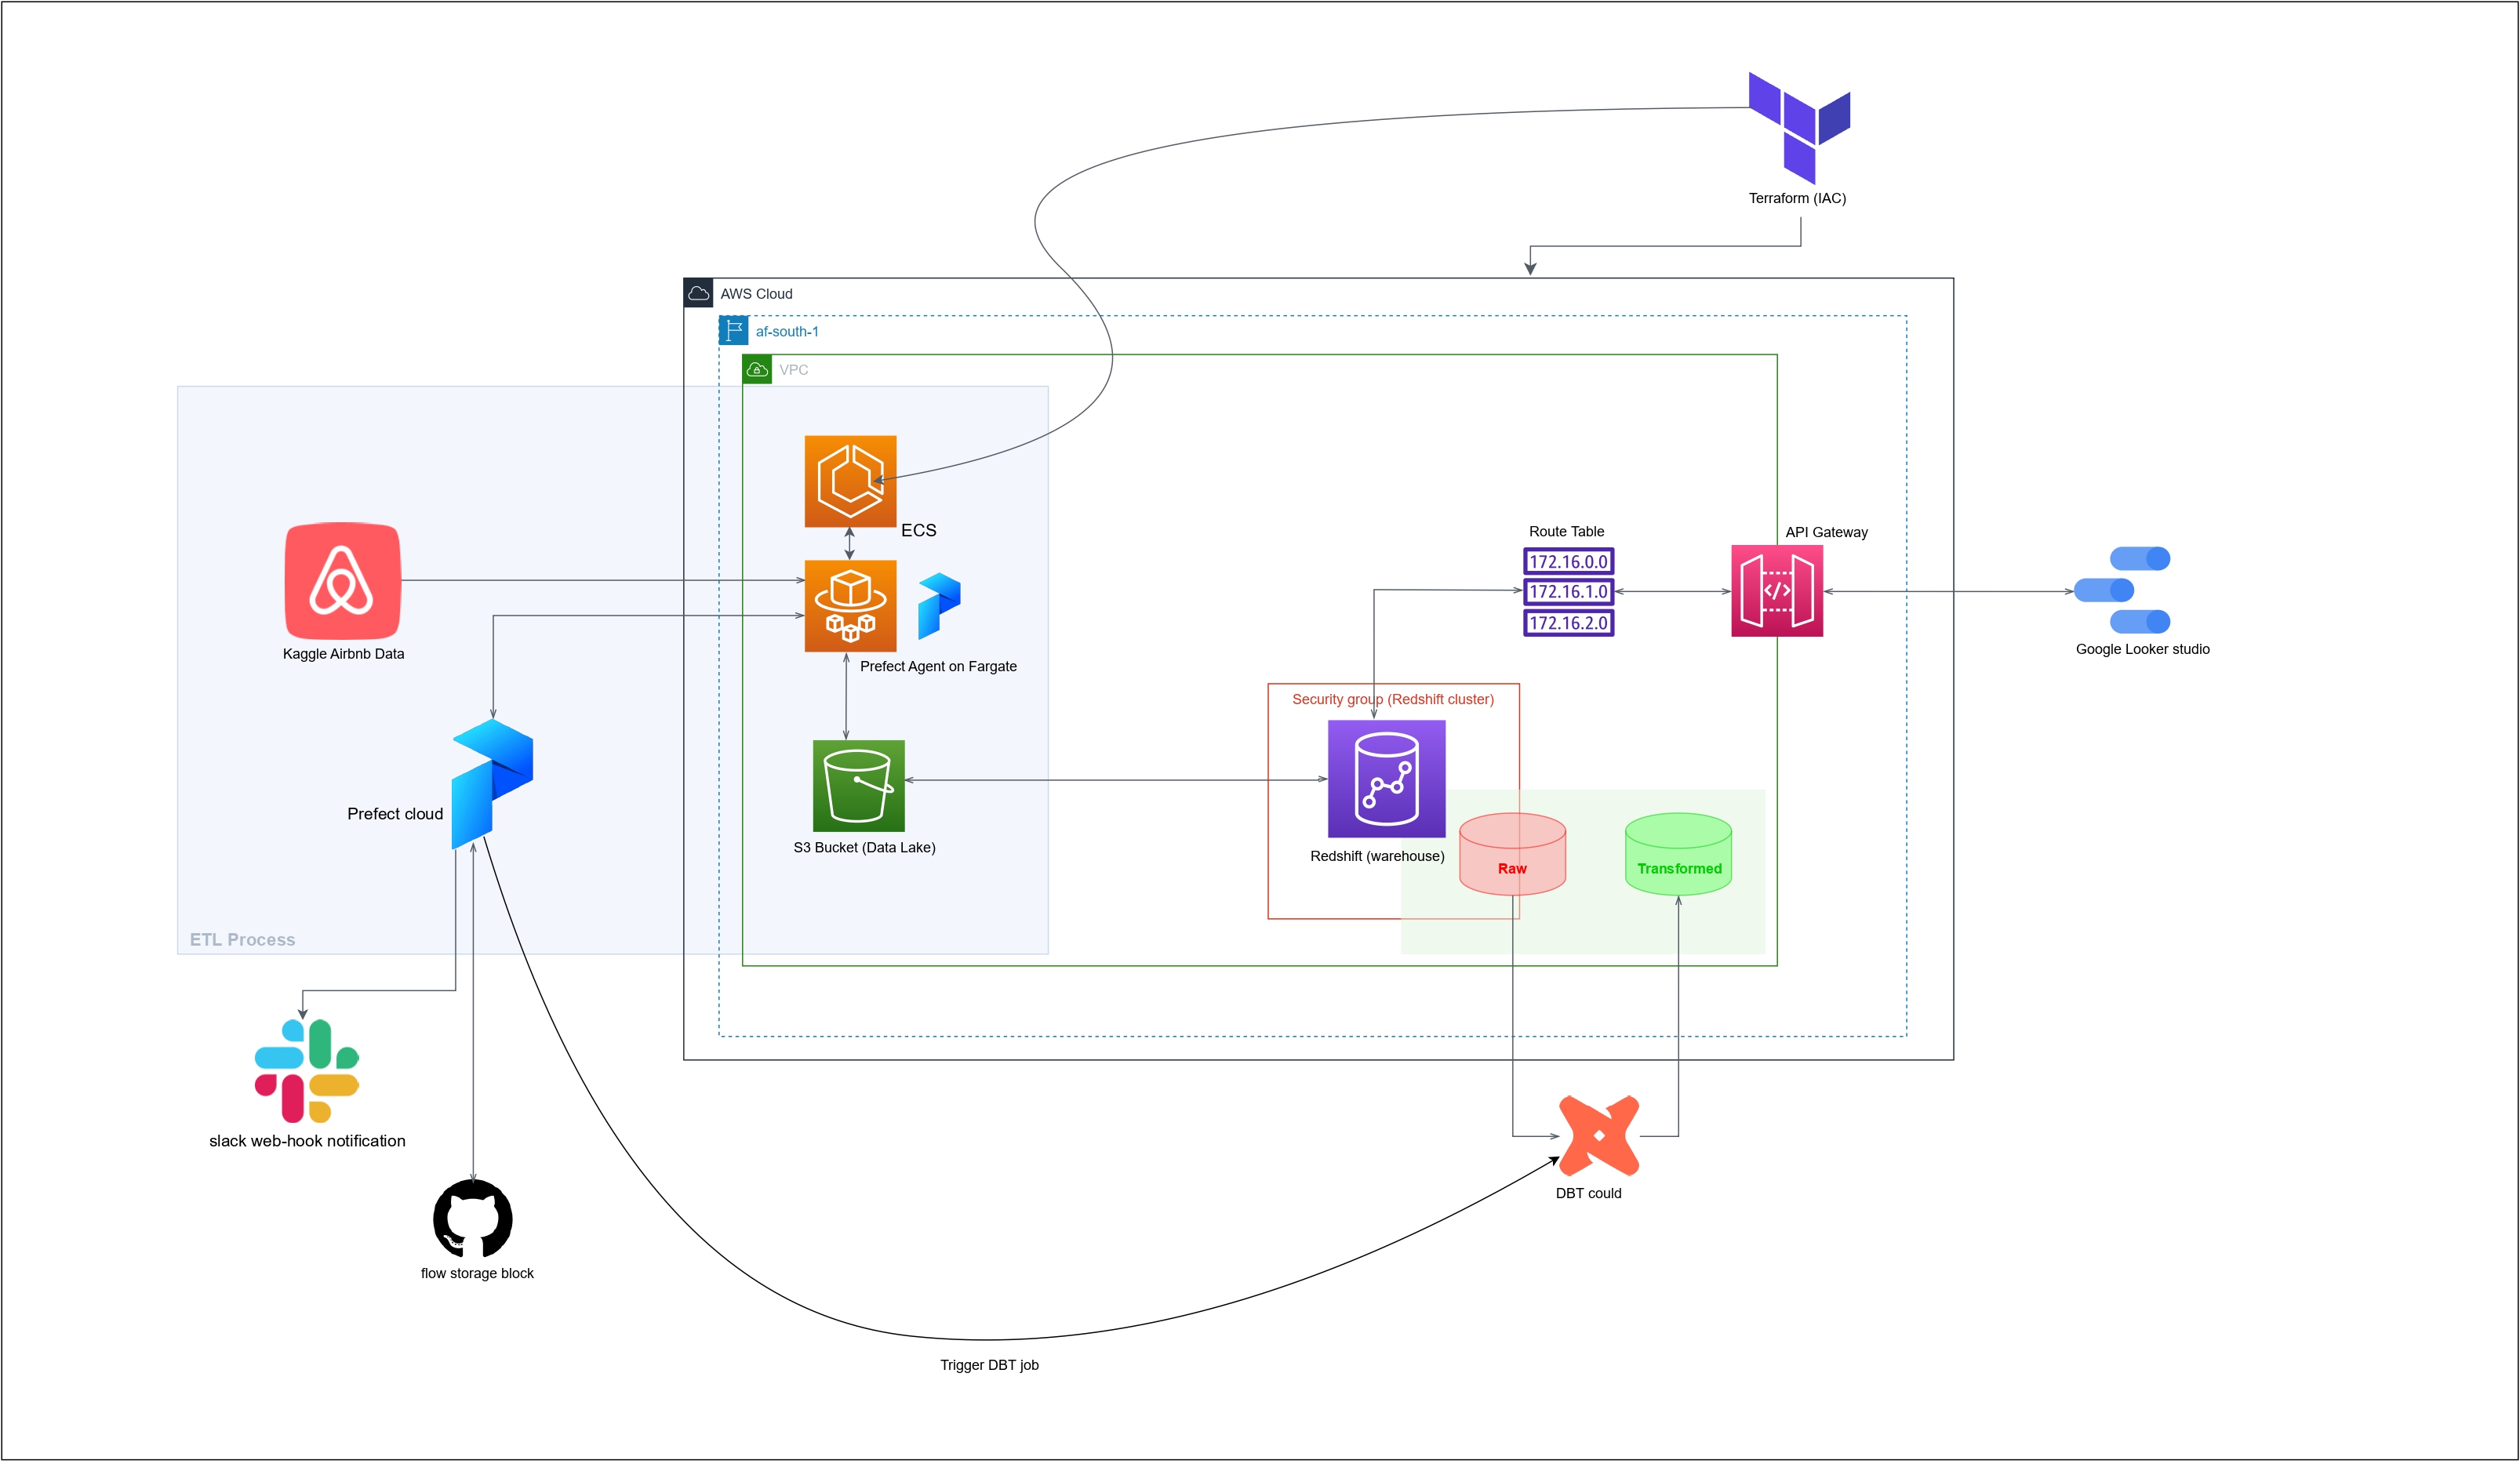 Terraform (IAC)
AWS Cloud
af-south-1
VPC
ECS
Route Table
172.16.0.0
172.16.1.0
172.16.2.0
API Gateway
Kaggle Airbnb Data
Prefect Agent on Fargate
Google Looker studio
Security group (Redshift cluster)
Prefect cloud
S3 Bucket (Data Lake)
Redshift (warehouse)
Raw
Transformed
ETL Process
slack web-hook notification
DBT could
flow storage block
Trigger DBT job